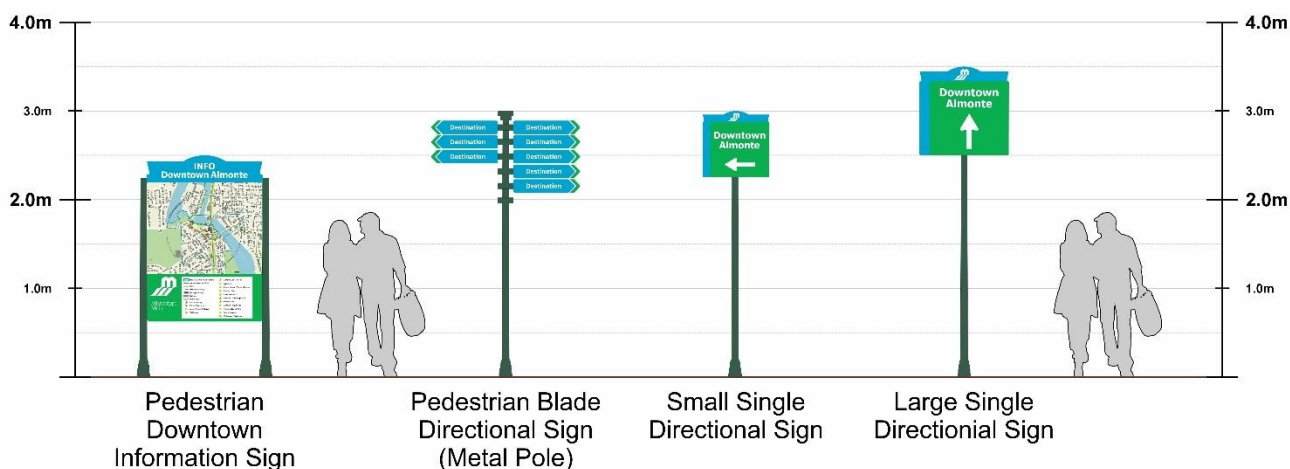 4.0m
4.0m
3.0m
3.0m
2.0m
2.0m
1.0m
1.0m
INFO
Downtown Almonte
Destination
Destination
Destination
Destination
Destination
Destination
Destination
Destination
Downtown
Almonte
Downtown
Almonte
Pedestrian
Downtown
Information Sign
Pedestrian Blade
Directional Sign
(Metal Pole)
Small Single
Directional Sign
Large Single
Directionial Sign